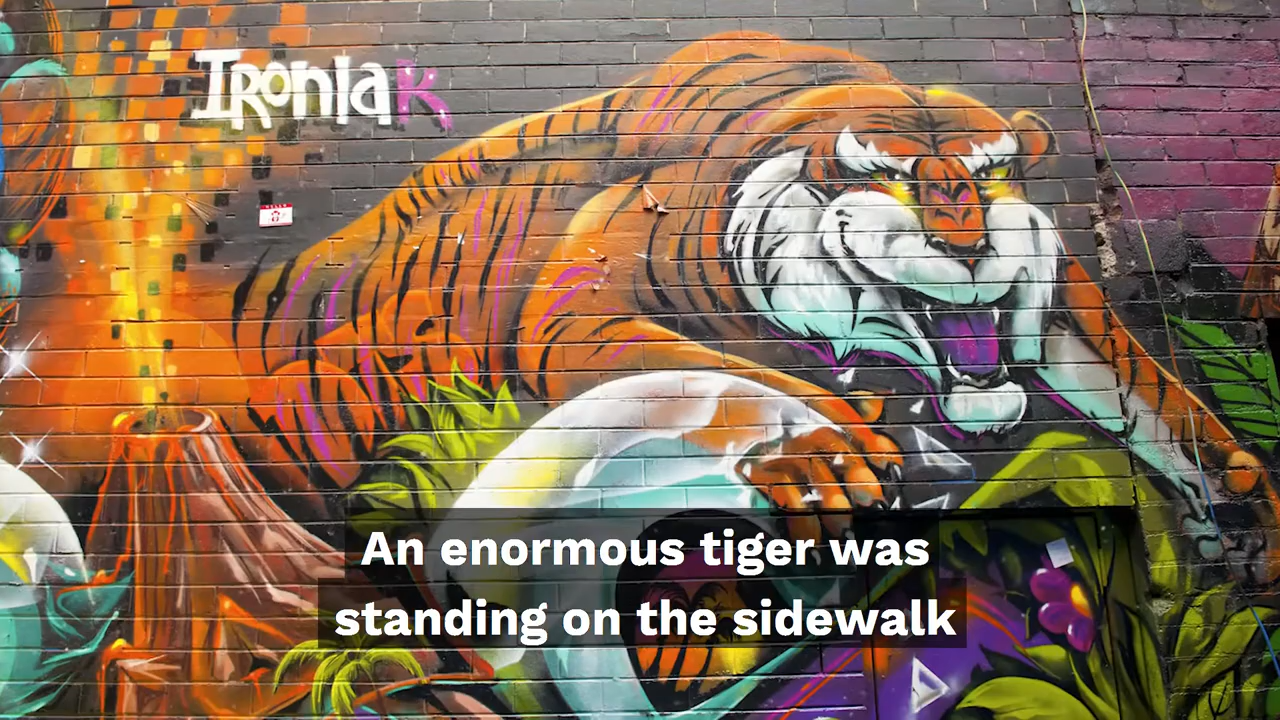 IRonlaK
An enormous tiger was
standing on the sidewalk